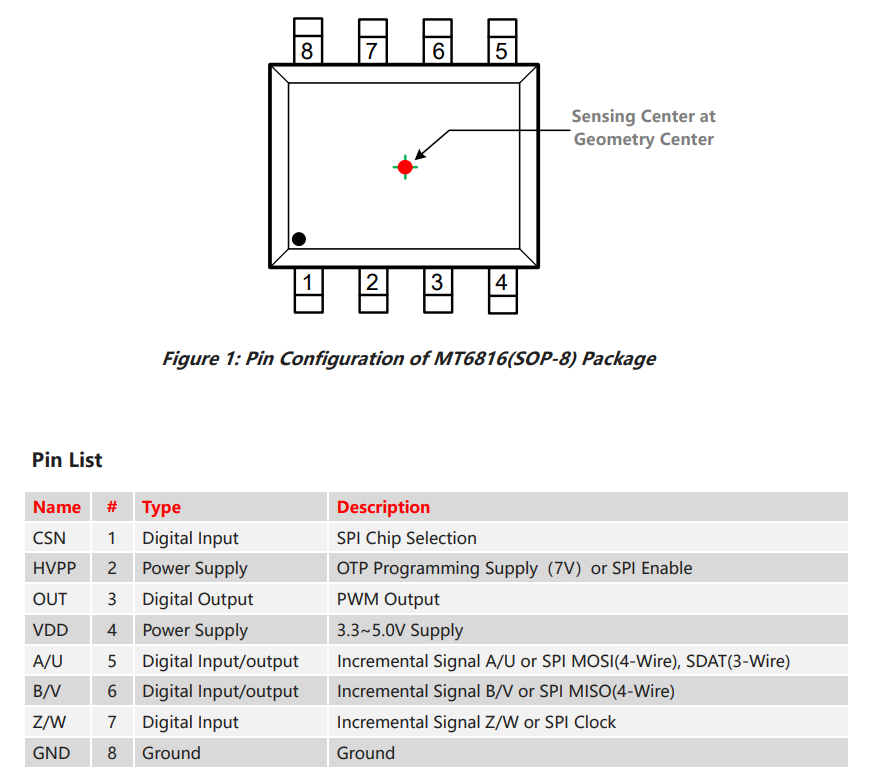 8 7 6 5
Sensing Center at
Geometry Center
1 2 3 4
Figure 1: Pin Configuration of MT6816(SOP-8) Package
Pin List
Name # Type Description
CSN 1 Digital Input SPI Chip Selection
HVPP 2 Power Supply OTP Programming Supply（7V）or SPI Enable
OUT 3 Digital Output PWM Output
VDD 4 Power Supply 3.3~5.0V Supply
A/U 5 Digital Input/output Incremental Signal A/U or SPI MOSI(4-Wire), SDAT(3-Wire)
B/V 6 Digital Input/output Incremental Signal B/V or SPI MISO(4-Wire)
Z/W 7 Digital Input Incremental Signal Z/W or SPI Clock
GND 8 Ground Ground